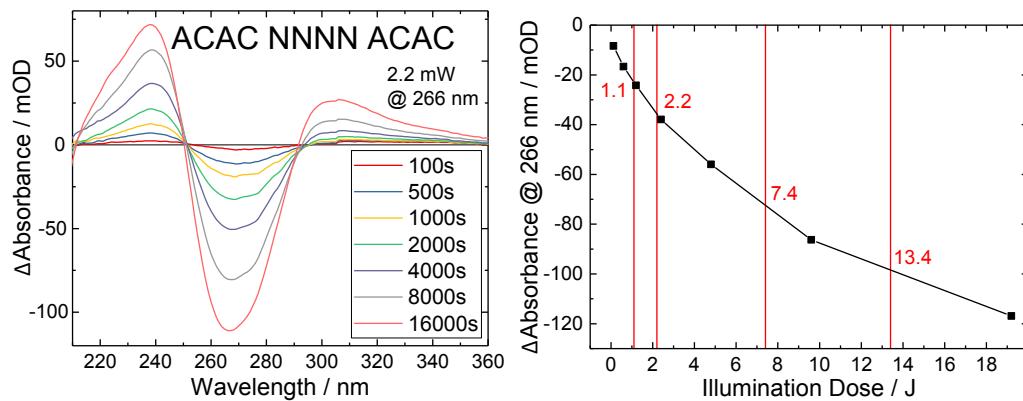 ACAC NNNN ACAC
2.2 mW
@ 266 nm
ΔAbsorbance / mOD
50
0
-50
-100
100s
500s
1000s
2000s
4000s
8000s
16000s
220 240 260 280 300 320 340 360
Wavelength / nm
ΔAbsorbance @ 266 nm / mOD
0
-20
-40
-60
-80
-100
-120
1.1
2.2
7.4
13.4
0 2 4 6 8 10 12 14 16 18
Illumination Dose / J